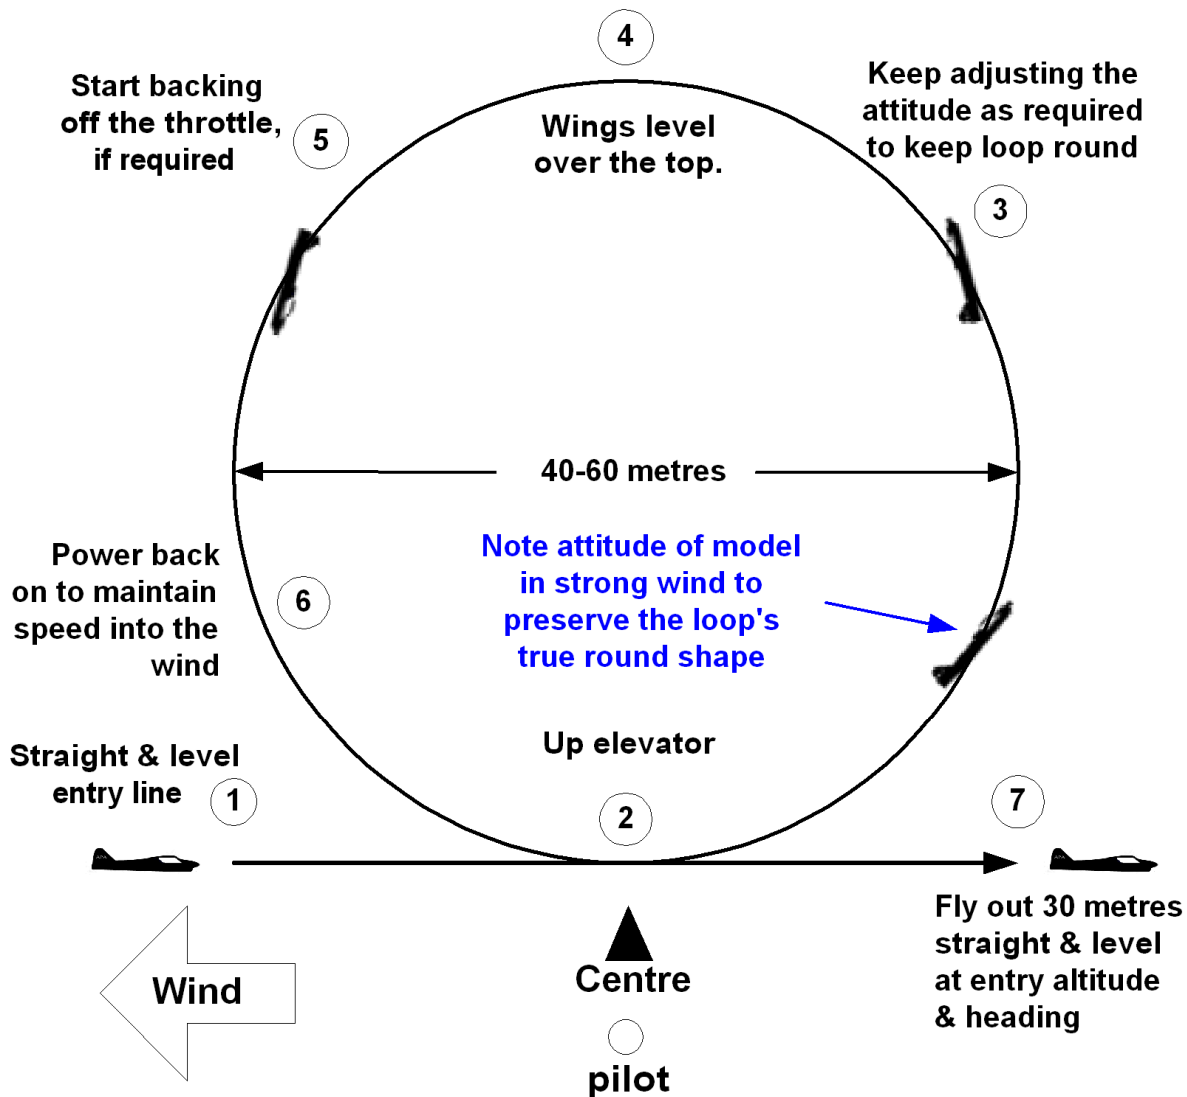 4
Start backing
off the throttle,
if required
5
Wings level
over the top.
Keep adjusting the
attitude as required
to keep loop round
3
40-60 metres
Note attitude of model
in strong wind to
preserve the loop's
true round shape
Power back
on to maintain
speed into the
wind
6
Up elevator
Straight & level
entry line
1
2
7
Fly out 30 metres
straight & level
at entry altitude
& heading
Wind
Centre
pilot